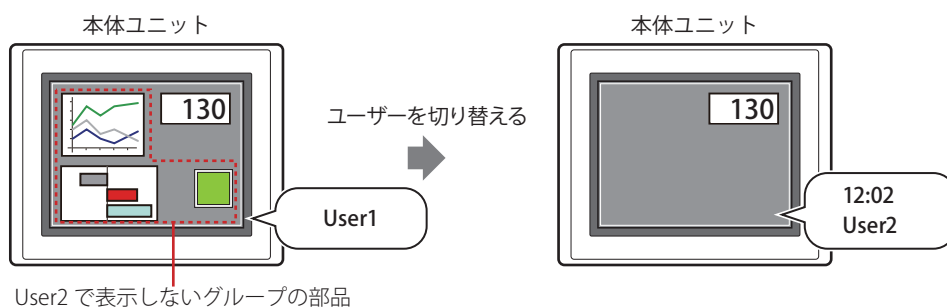 本体ユニット
本体ユニット
130
ユーザーを切り替える
130
User1
12:02
User2
User2 で表示しないグループの部品